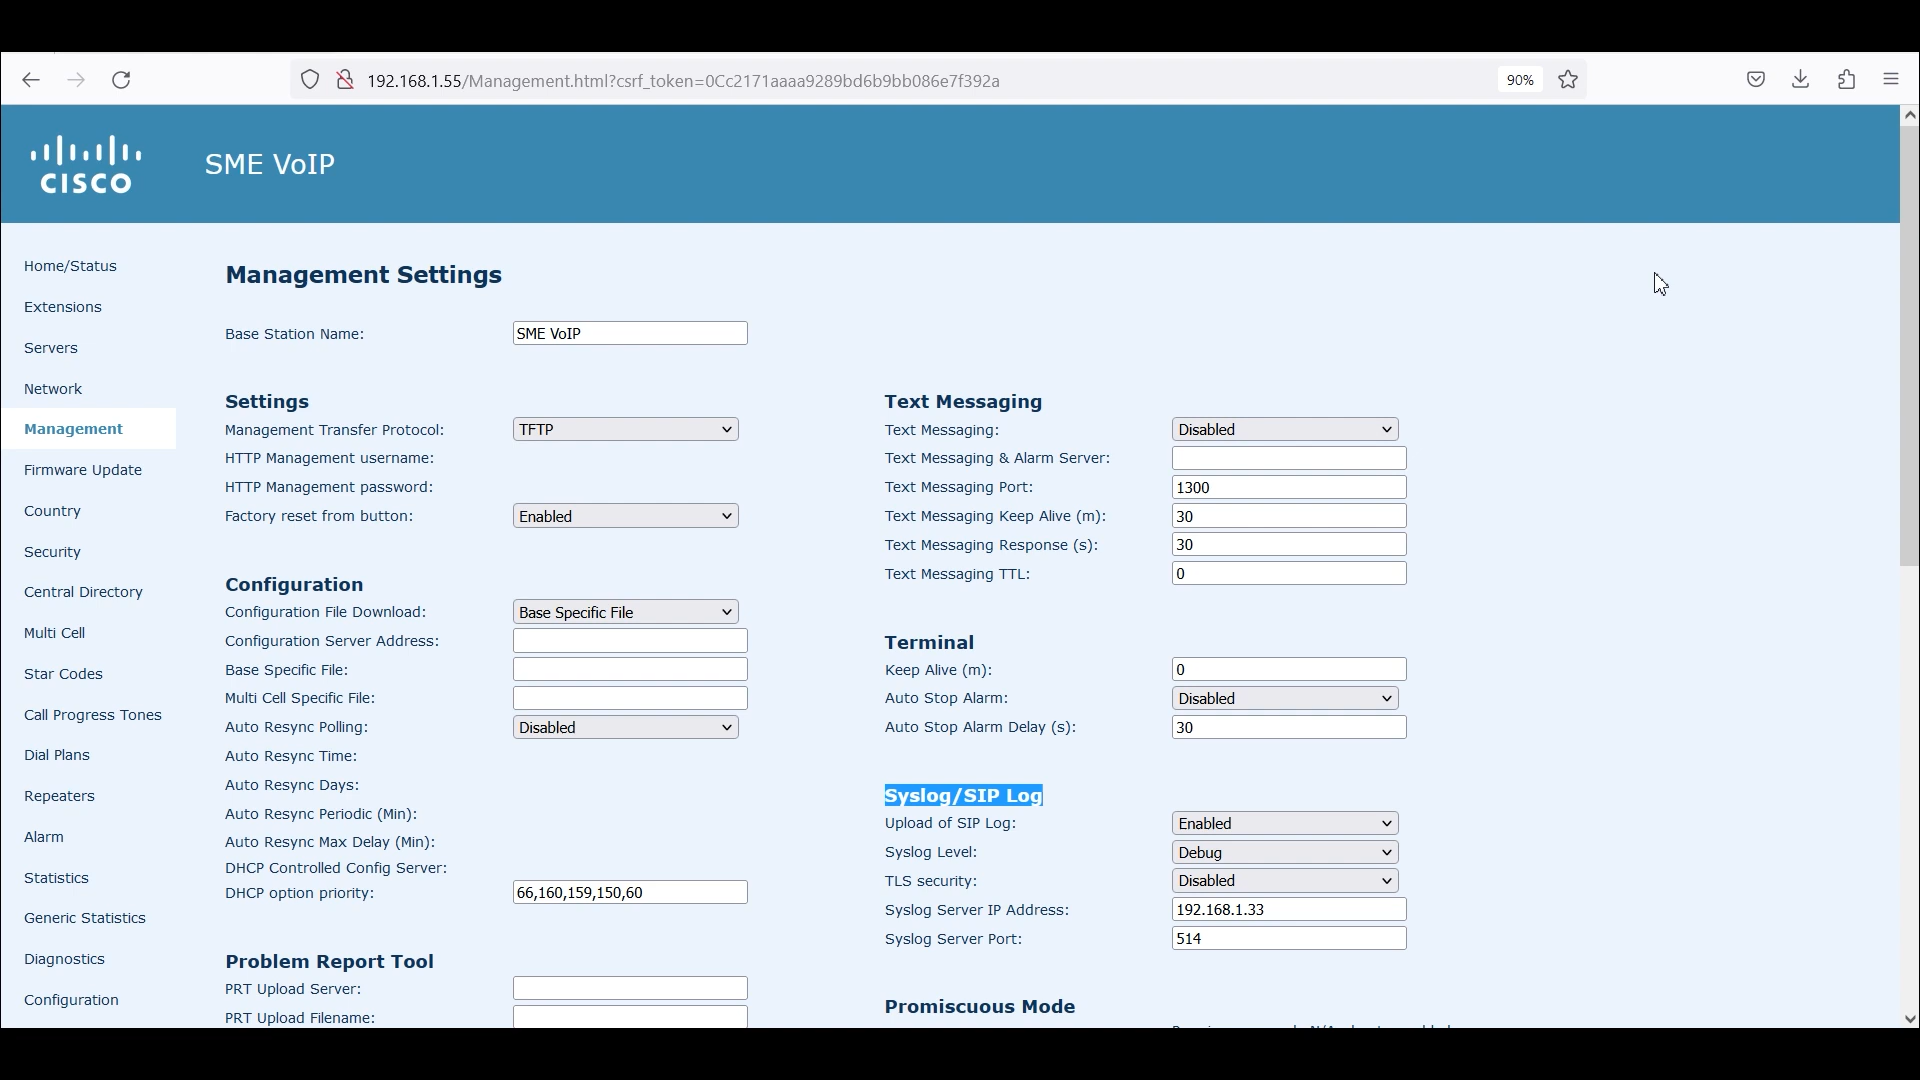 192.168.1.55/Management.html?csrf_token=0Cc2171aaaa9289bd6b9bb086e7f392a
90%
CISCO
SME VoIP
Home/Status
Extensions
Servers
Network
Management
Firmware Update
Country
Security
Central Directory
Multi Cell
Star Codes
Call Progress Tones
Dial Plans
Repeaters
Alarm
Statistics
Generic Statistics
Diagnostics
Configuration
Management Settings
Base Station Name: SME VoIP
Settings
Management Transfer Protocol: TFTP
HTTP Management username:
HTTP Management password:
Factory reset from button: Enabled
Configuration
Configuration File Download: Base Specific File
Configuration Server Address:
Base Specific File:
Multi Cell Specific File:
Auto Resync Polling: Disabled
Auto Resync Time:
Auto Resync Days:
Auto Resync Periodic (Min):
Auto Resync Max Delay (Min):
DHCP Controlled Config Server:
DHCP option priority: 66,160,159,150,60
Problem Report Tool
PRT Upload Server:
PRT Upload Filename:
Text Messaging
Text Messaging: Disabled
Text Messaging & Alarm Server:
Text Messaging Port: 1300
Text Messaging Keep Alive (m): 30
Text Messaging Response (s): 30
Text Messaging TTL: 0
Terminal
Keep Alive (m): 0
Auto Stop Alarm: Disabled
Auto Stop Alarm Delay (s): 30
Syslog/SIP Log
Upload of SIP Log: Enabled
Syslog Level: Debug
TLS security: Disabled
Syslog Server IP Address: 192.168.1.33
Syslog Server Port: 514
Promiscuous Mode